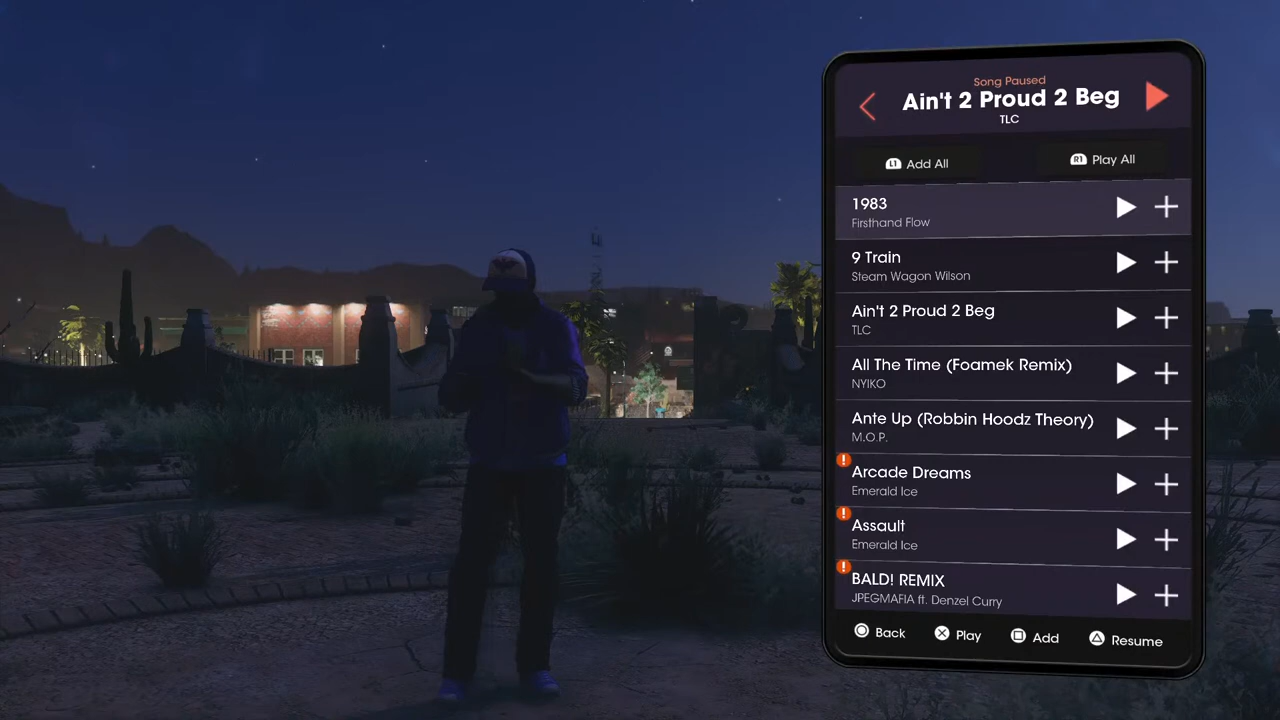 Song Paused
Ain't 2 Proud 2 Beg
TLC
L1 Add All
R1 Play All
1983
Firsthand Flow
9 Train
Steam Wagon Wilson
Ain't 2 Proud 2 Beg
TLC
All The Time (Foamek Remix)
NYIKO
Ante Up (Robbin Hoodz Theory)
M.O.P.
!
Arcade Dreams
Emerald Ice
!
Assault
Emerald Ice
!
BALD! REMIX
JPEGMAFIA ft. Denzel Curry
Back
Play
Add
Resume